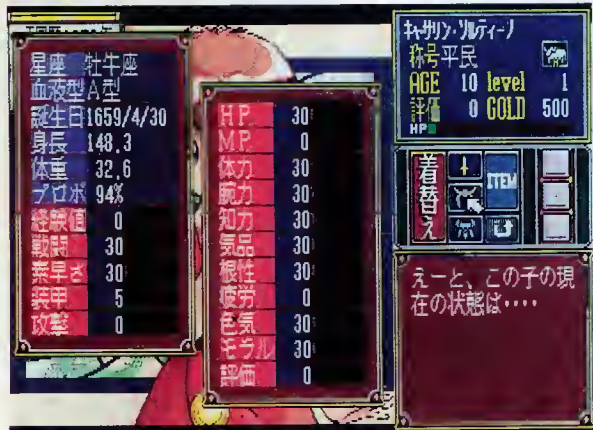 星座 牡牛座
血液型 A型
誕生日 1659/4/30
身長 148.3
体重 32.6
プロポ 94%
経験値 0
戦闘 30
素早さ 30
装甲 5
攻撃 0
HP 30
MP 0
体力 30
腕力 30
知力 30
気品 30
根性 30
疲労 0
色気 30
モラル 30
評価 0
キャサリン・ソルティーノ
称号 平民
AGE 10 level 1
評価 0 GOLD 500
HP
着替え
ITEM
えーと、この子の現
在の状態は‥‥